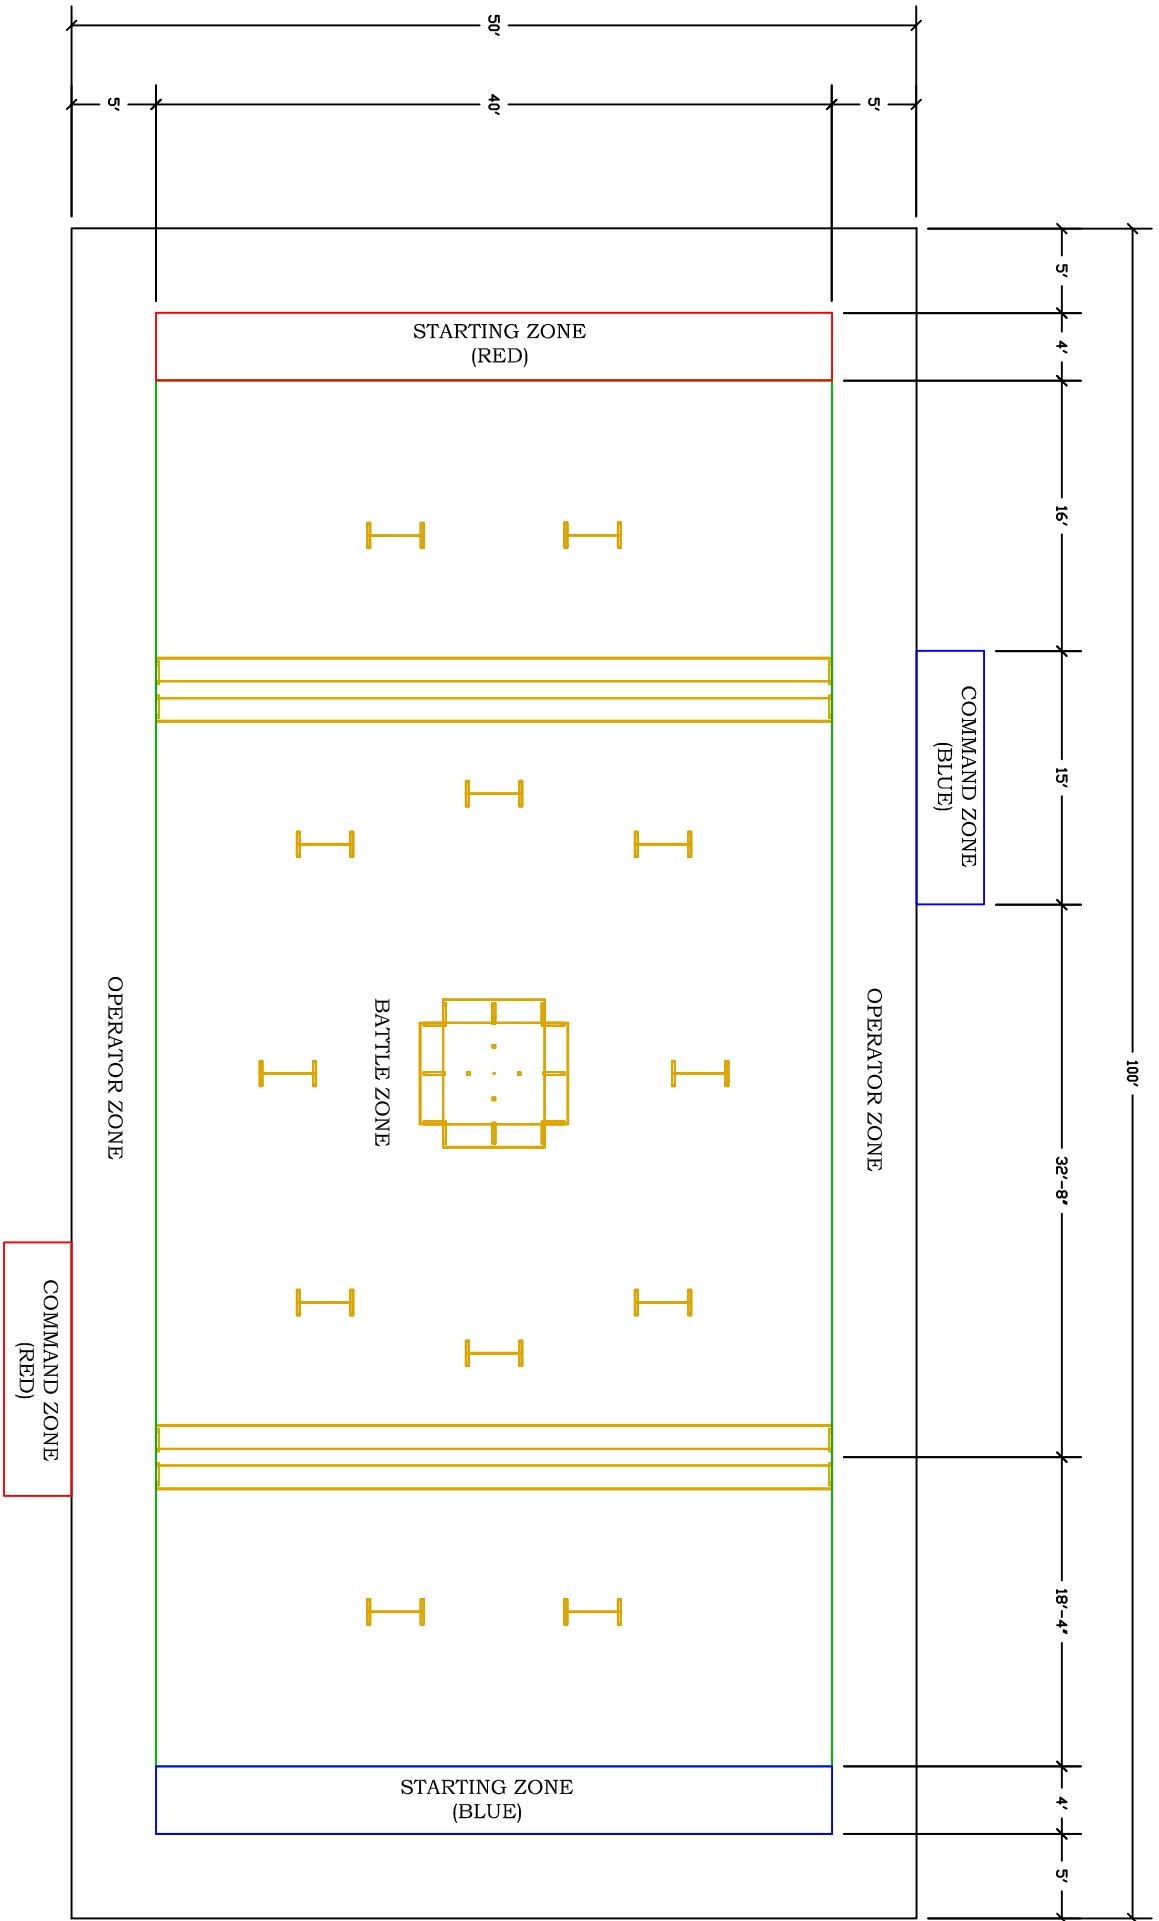 50'
5'
40'
5'
5'
STARTING ZONE
(RED)
4'
16'
COMMAND ZONE
(BLUE)
15'
OPERATOR ZONE
BATTLE ZONE
OPERATOR ZONE
100'
32'-8"
COMMAND ZONE
(RED)
18'-4"
STARTING ZONE
(BLUE)
4'
5'